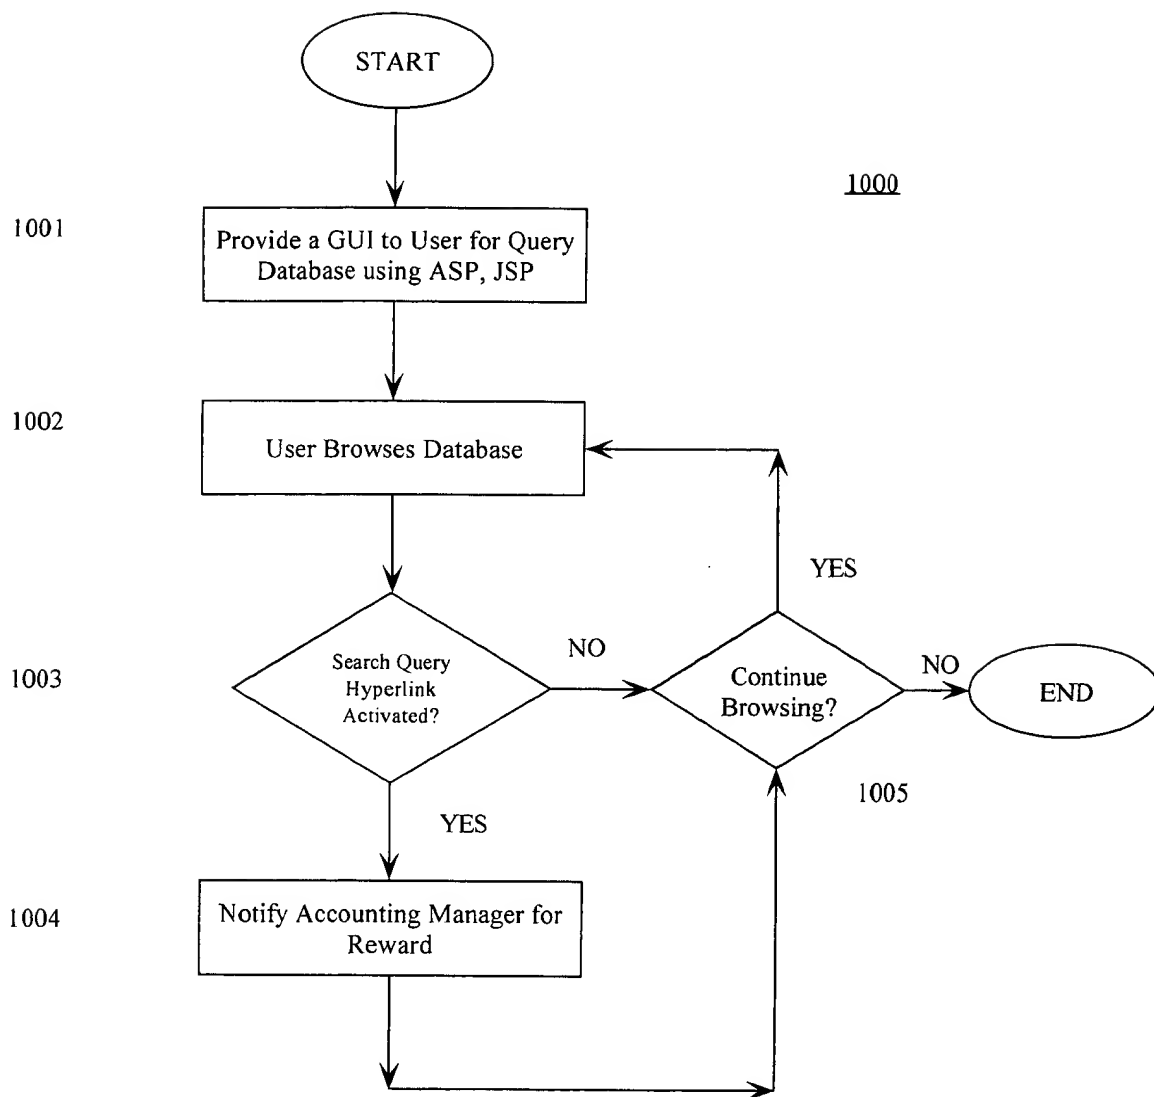 START
1000
1001
Provide a GUI to User for Query
Database using ASP, JSP
1002
User Browses Database
YES
NO
1003
Search Query
Hyperlink
Activated?
Continue
Browsing?
NO
END
1005
YES
1004
Notify Accounting Manager for
Reward